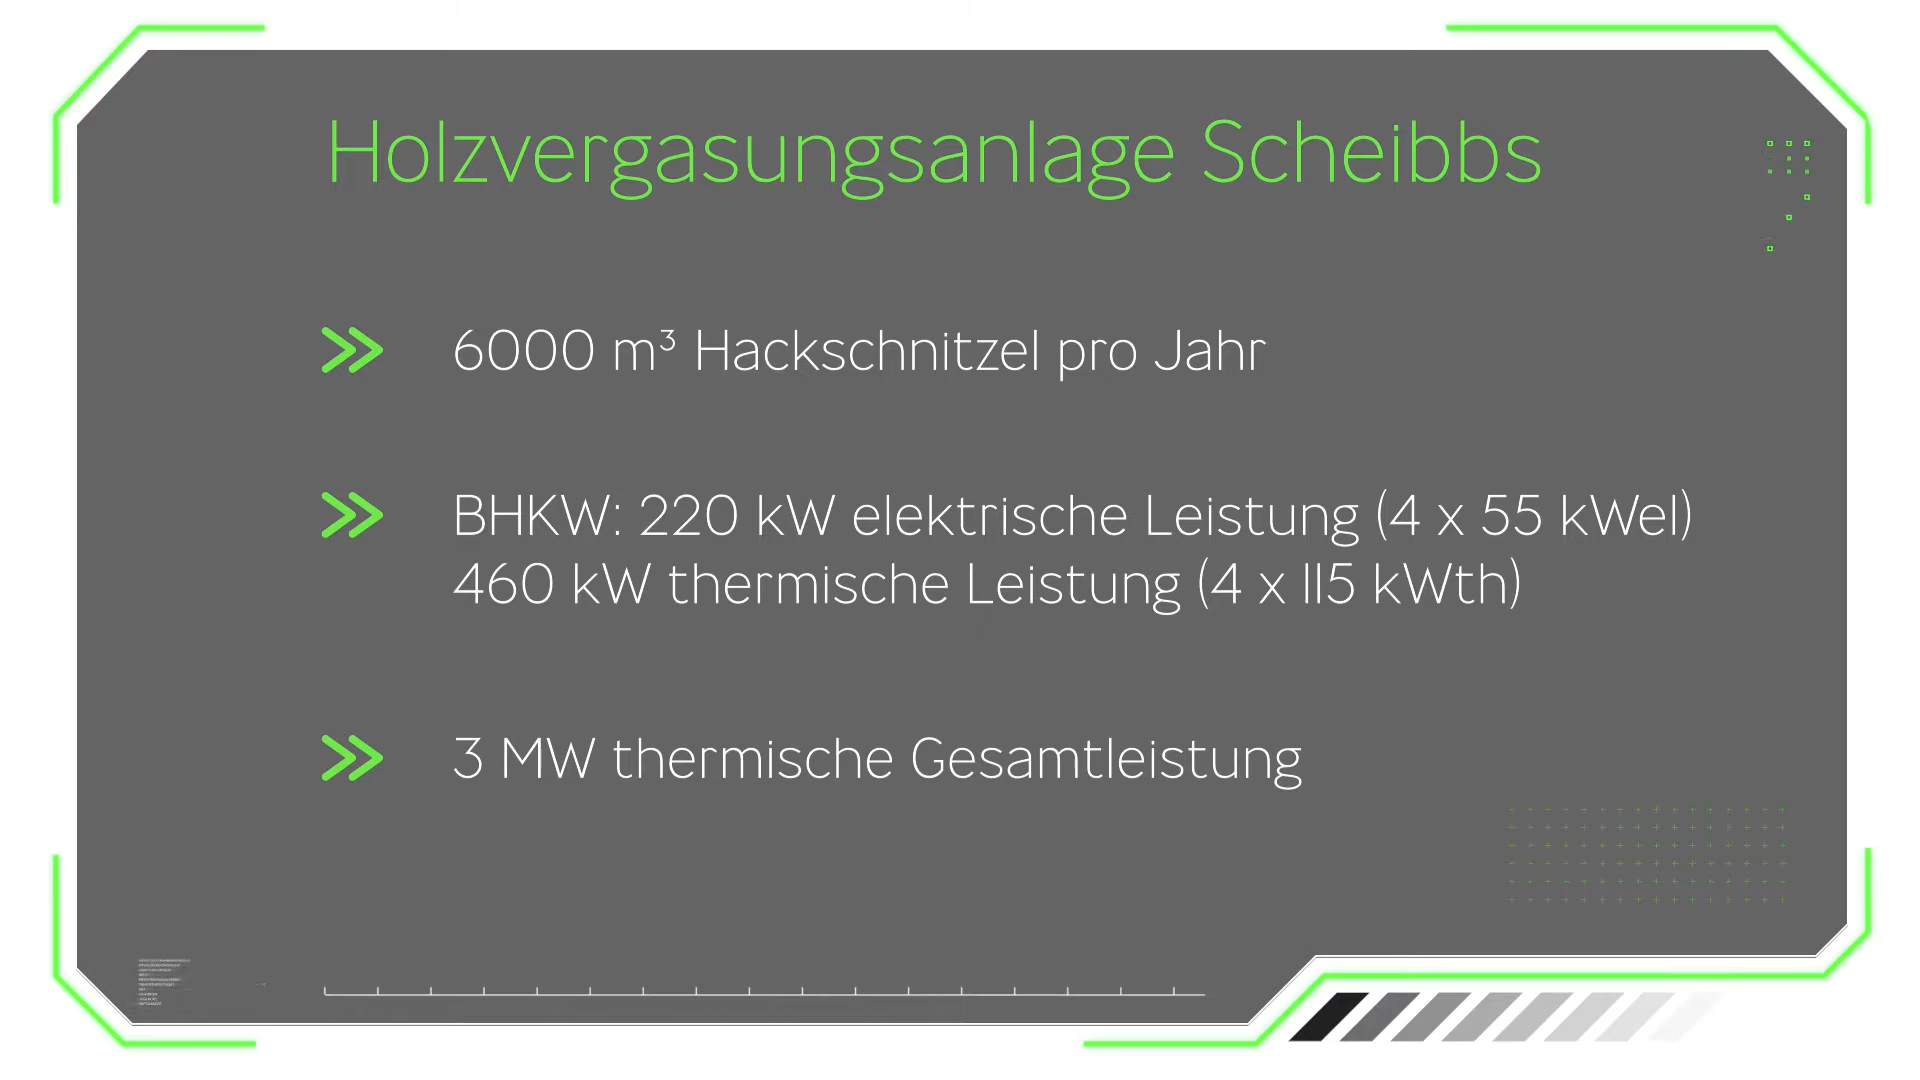 Holzvergasungsanlage Scheibbs
6000 m³ Hackschnitzel pro Jahr
BHKW: 220 kW elektrische Leistung (4 x 55 kWel)
460 kW thermische Leistung (4 x 115 kWth)
3 MW thermische Gesamtleistung